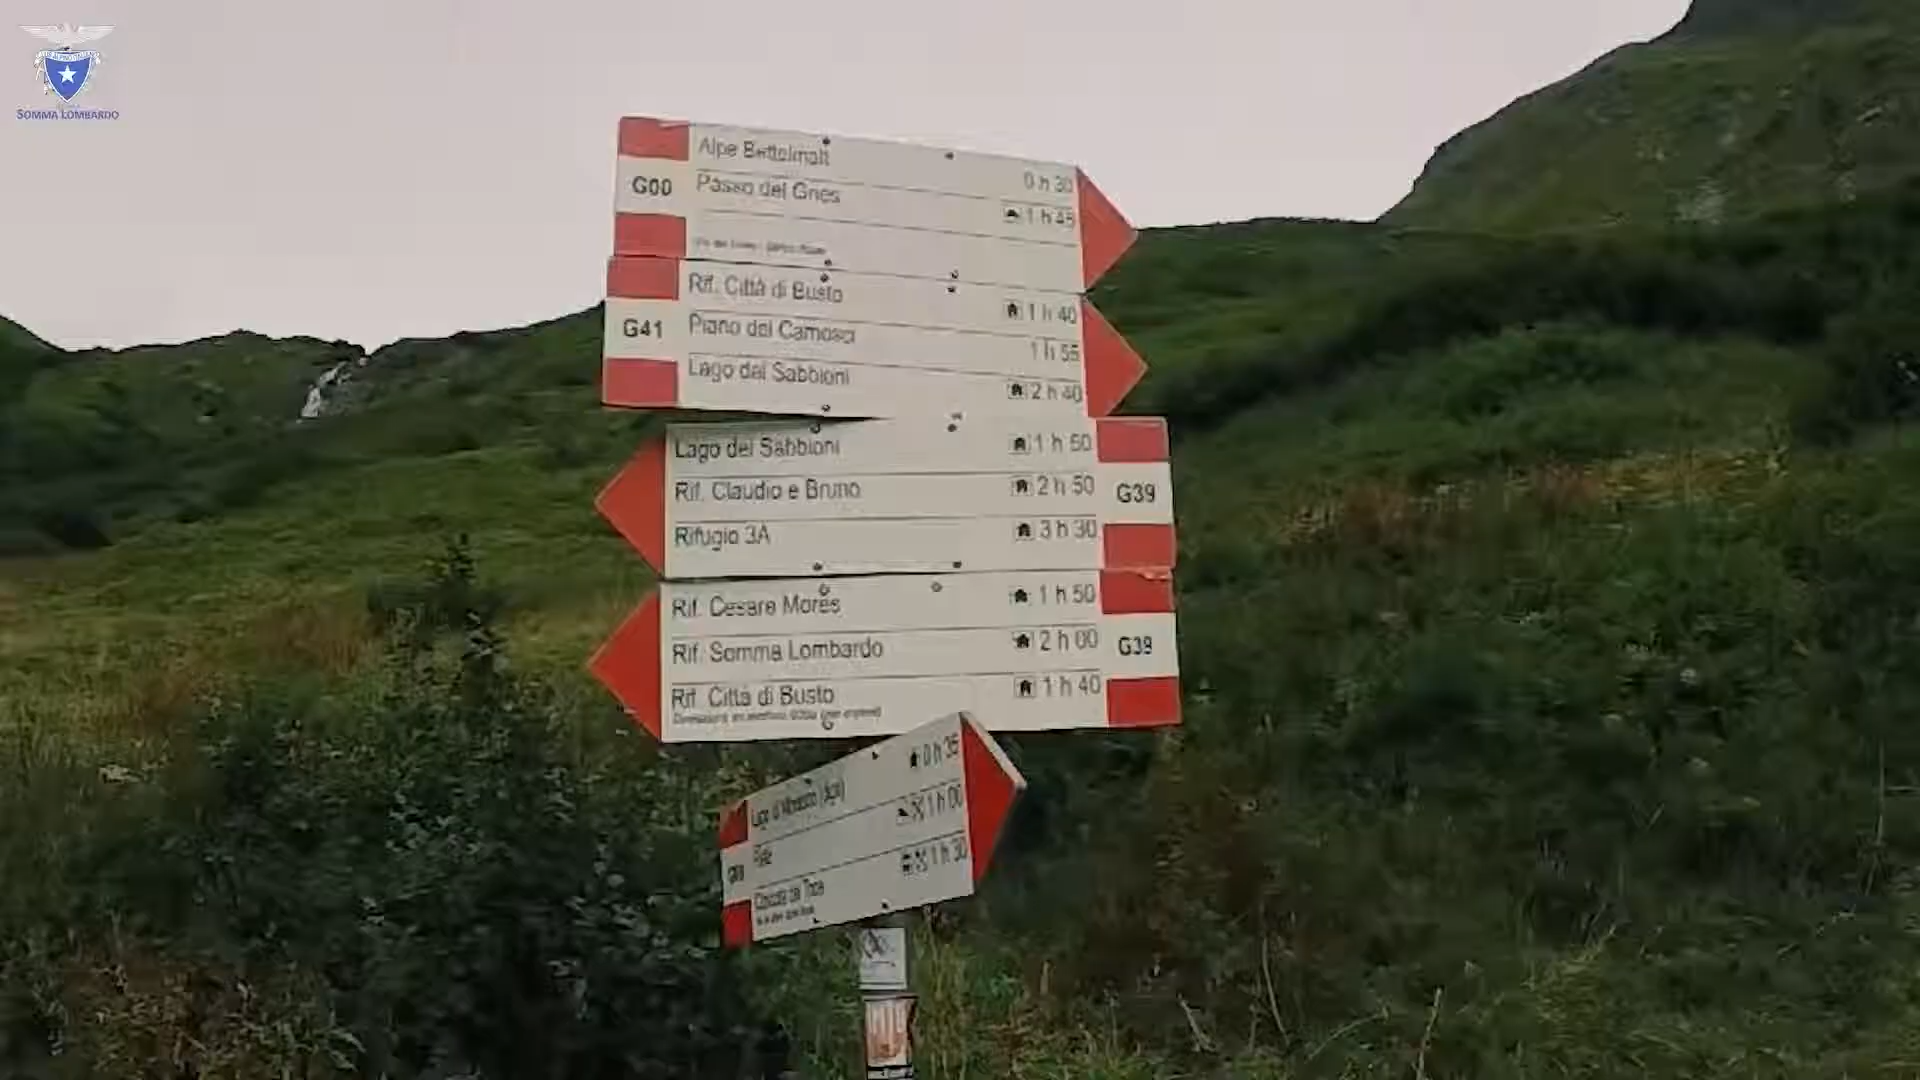 SOMMA LOMBARDO
Alpe Bettelmatt 0 h 30
G00 Passo del Gries 1 h 45
Rif. Città di Busto 1 h 40
G41 Piano dei Camosci 1 h 55
Lago dei Sabbioni 2 h 40
Lago dei Sabbioni 1 h 50
Rif. Claudio e Bruno 2 h 50 G39
Rifugio 3A 3 h 30
Rif. Cesare Mores 1 h 50
Rif. Somma Lombardo 2 h 00 G39
Rif. Città di Busto 1 h 40
Lago 0 h 35
1 h 00
1 h 30